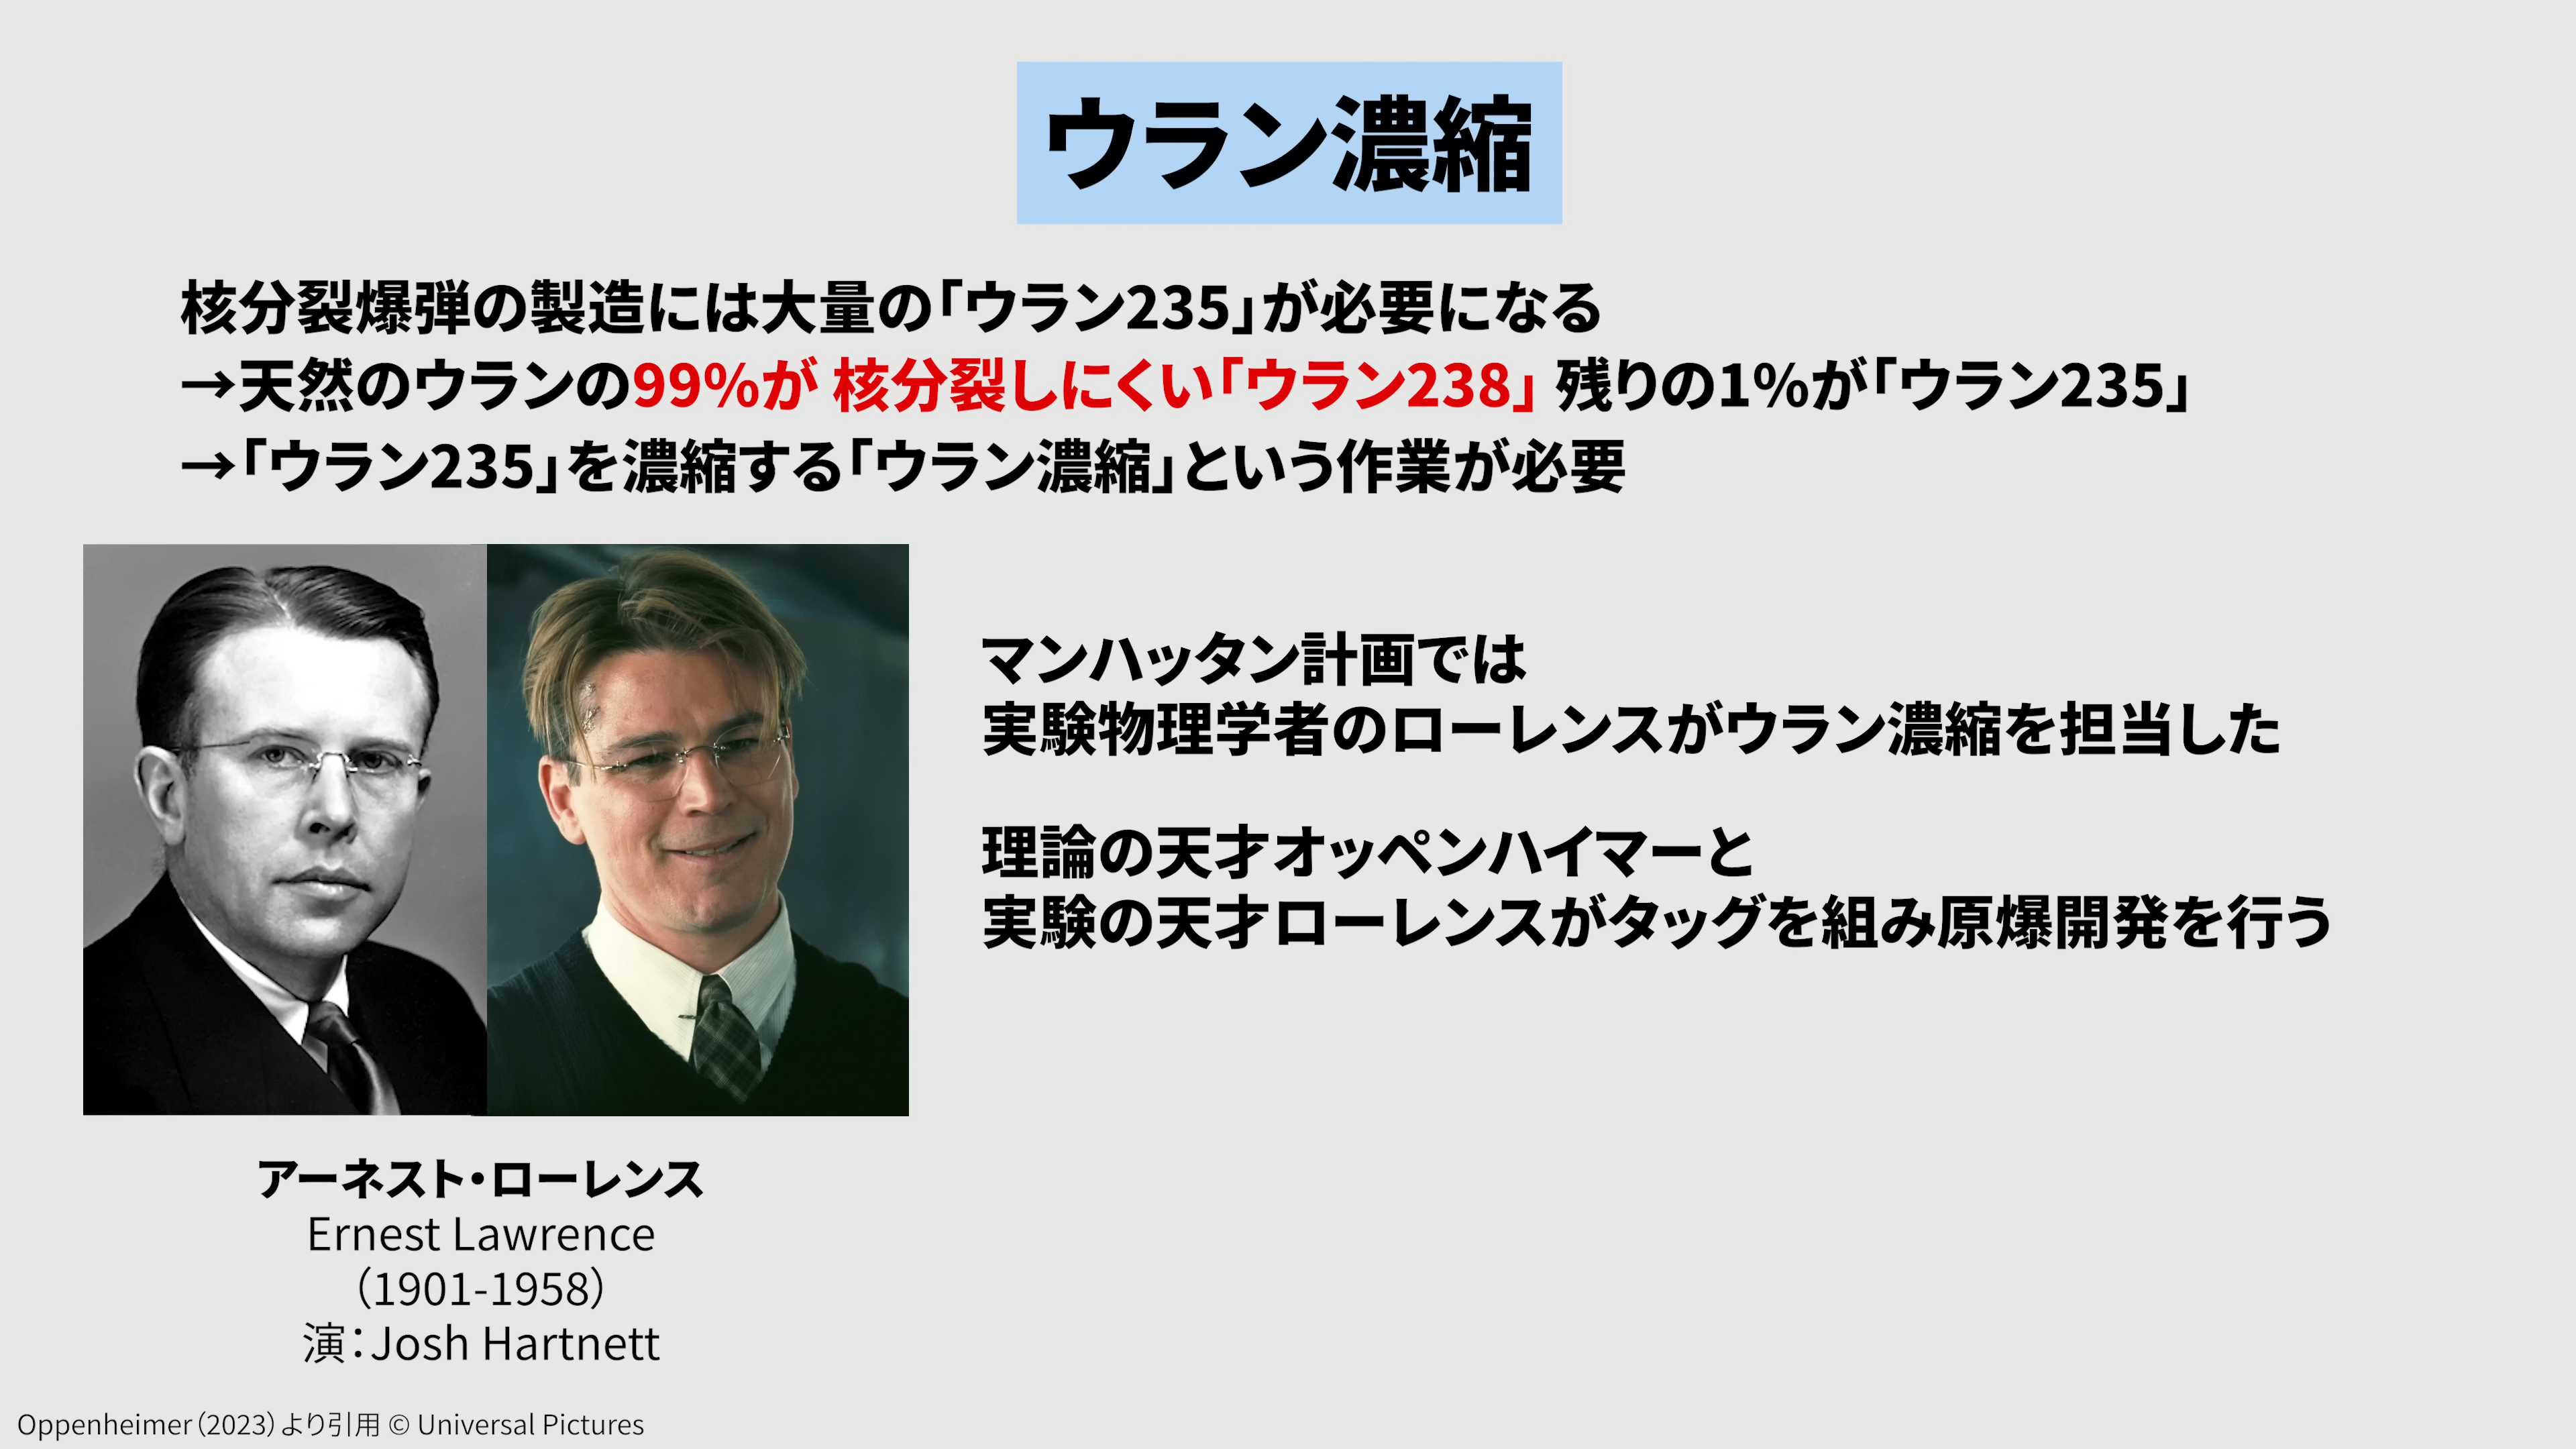 ウラン濃縮
核分裂爆弾の製造には大量の「ウラン235」が必要になる
→天然のウランの99%が 核分裂しにくい「ウラン238」 残りの1%が「ウラン235」
→「ウラン235」を濃縮する「ウラン濃縮」という作業が必要
マンハッタン計画では
実験物理学者のローレンスがウラン濃縮を担当した
理論の天才オッペンハイマーと
実験の天才ローレンスがタッグを組み原爆開発を行う
アーネスト・ローレンス
Ernest Lawrence
（1901-1958）
演：Josh Hartnett
Oppenheimer（2023）より引用 © Universal Pictures